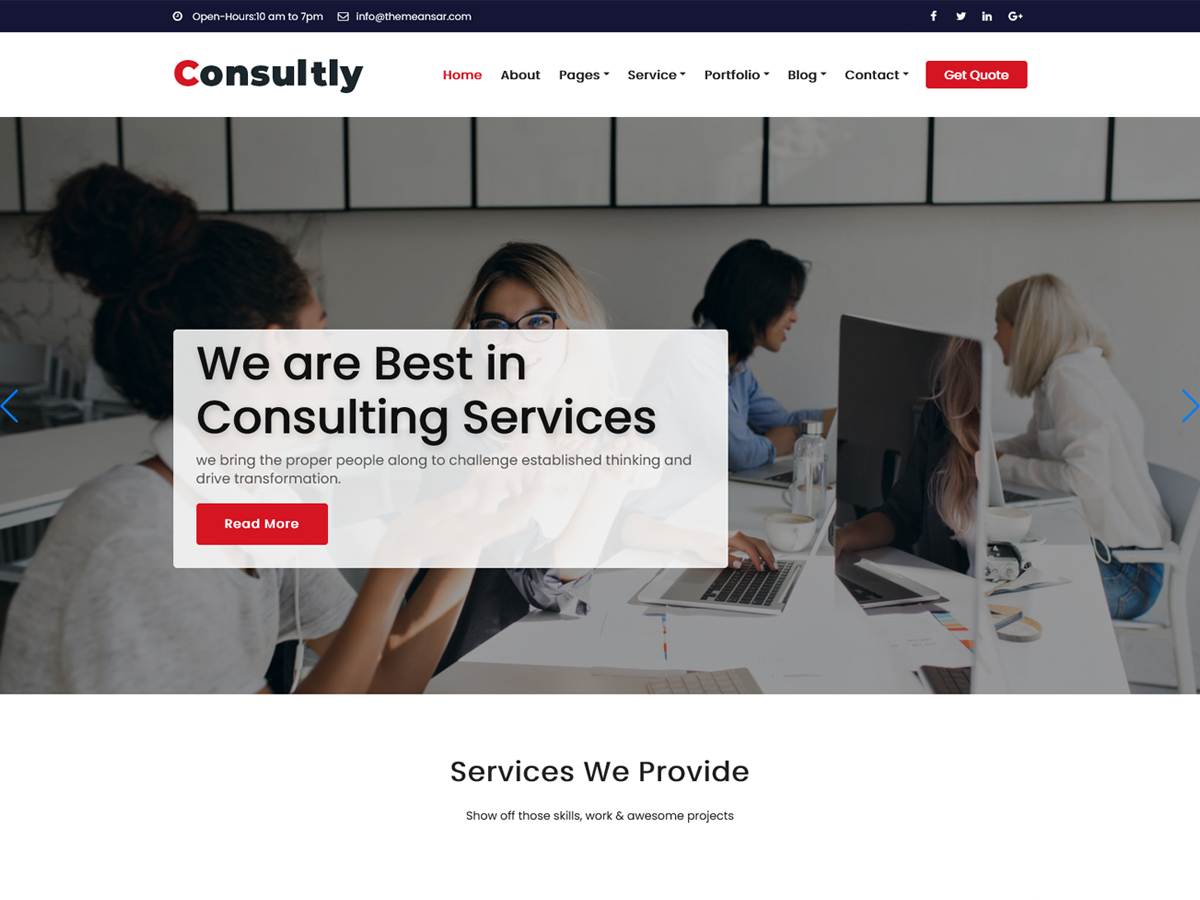 Open-Hours:10 am to 7pm info@themeansar.com
Consultly
Home About Pages Service Portfolio Blog Contact Get Quote
We are Best in
Consulting Services
we bring the proper people along to challenge established thinking and
drive transformation.
Read More
Services We Provide
Show off those skills, work & awesome projects